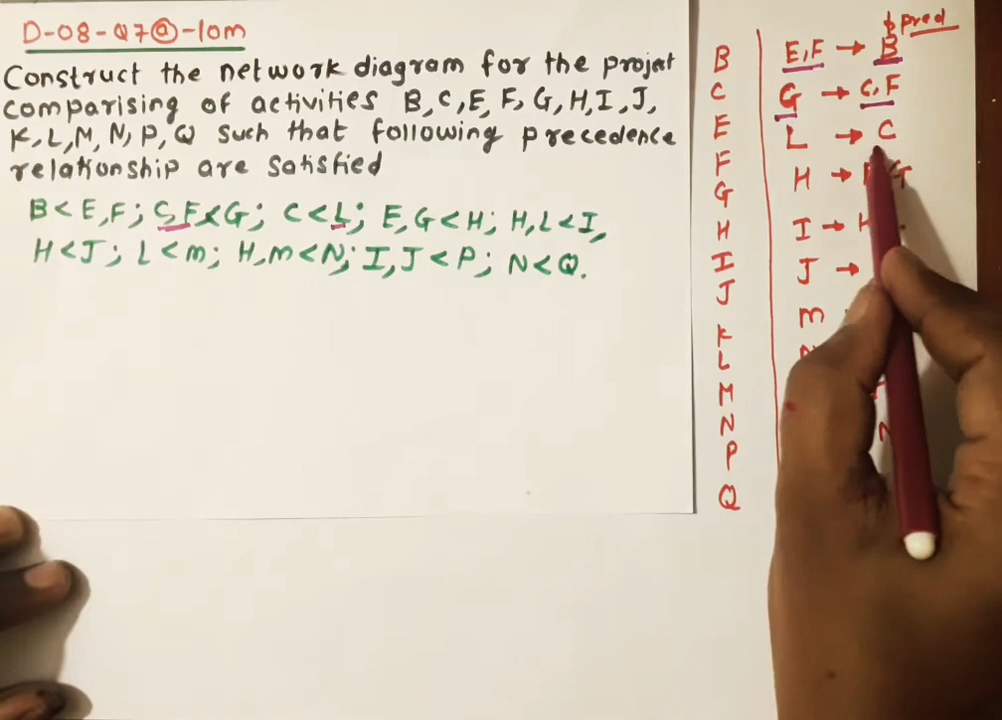 D-08-Q7@-10m
Construct the network diagram for the projat
comparising of activities B, C, E, F, G, H, I, J,
K, L, M, N, P, Q such that following precedence
relationship are satisfied
B < E, F; C, F < G; C < L; E, G < H; H, L < I,
H < J; L < m; H, m < N; I, J < P; N < Q.
Pred
B
C
E
F
G
H
I
J
K
L
M
N
P
Q
E, F → B
G → C, F
L → C
H → G
I → H
J →
m
N